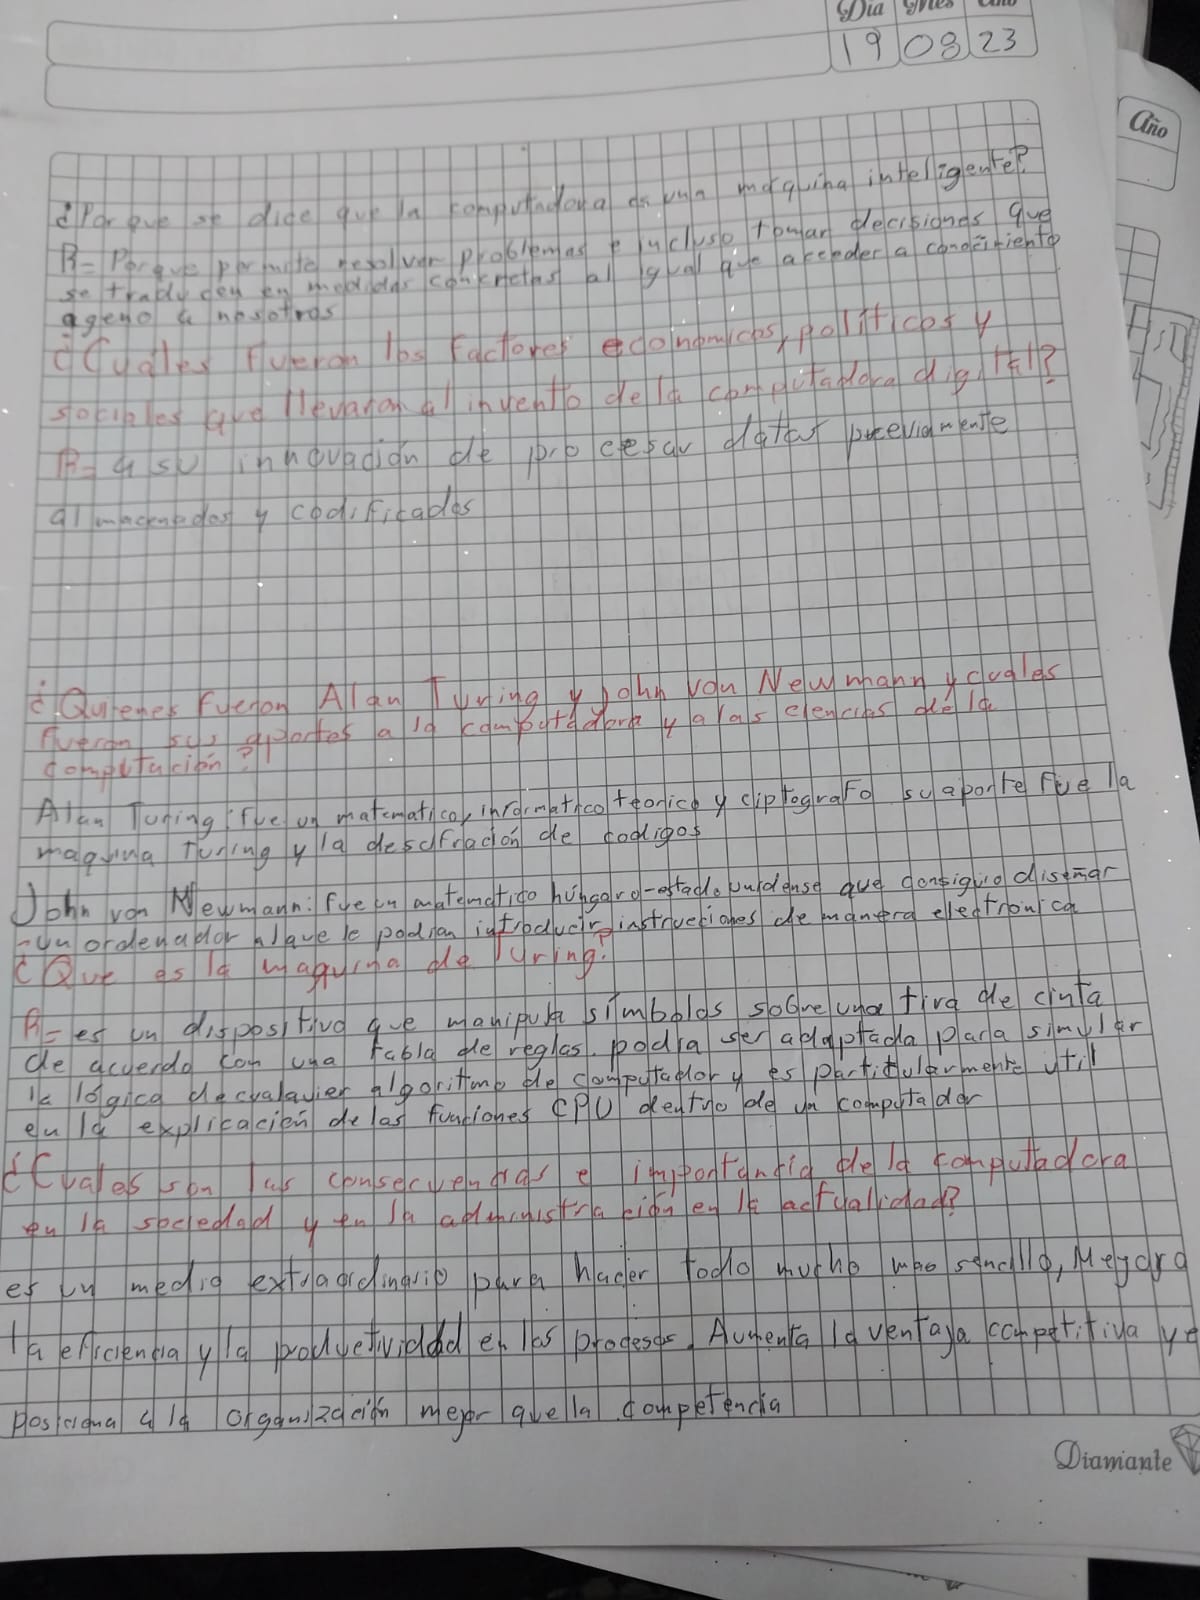 Dia Mes Año
19 08 23
Año
¿Por que se dice que la computadora es una maquina inteligente?
R= Porque permite resolver problemas e incluso tomar decisiones que
se traducen en medidas concretas al igual que acceder a conocimiento
ageno a nosotros
¿Cuales fueron los factores economicos, politicos y
sociales que llevaron al invento de la computadora digital?
R= a su innovación de procesar datos previamente
almacenados y codificados
¿Quienes fueron Alan Turing y john von Newmann y cuales
fueron sus aportes a la computadora y a las ciencias de la
computación?
Alan Turing: fue un matematico, informatico teorico y criptografo su aporte fue la
maquina Turing y la descifración de codigos
John von Newmann: fue un matematico húngaro-estadounidense que consiguio diseñar
un ordenador al que le podian introducir instrucciones de manera electronica
¿Que es la maquina de Turing?
R= es un dispositivo que manipula simbolos sobre una tira de cinta
de acuerdo con una tabla de reglas. podia ser adaptada para simular
la lógica de cualquier algoritmo de computador y es particularmente util
en la explicación de las funciones CPU dentro de un computador
¿Cuales son las consecuencias e importancia de la computadora
en la sociedad y en la administración en la actualidad?
es un medio extraordinario para hacer todo mucho mas sencillo, Mejora
la eficiencia y la productividad en los procesos. Aumenta la ventaja competitiva ye
posiciona a la organización mejor que la competencia
Diamante